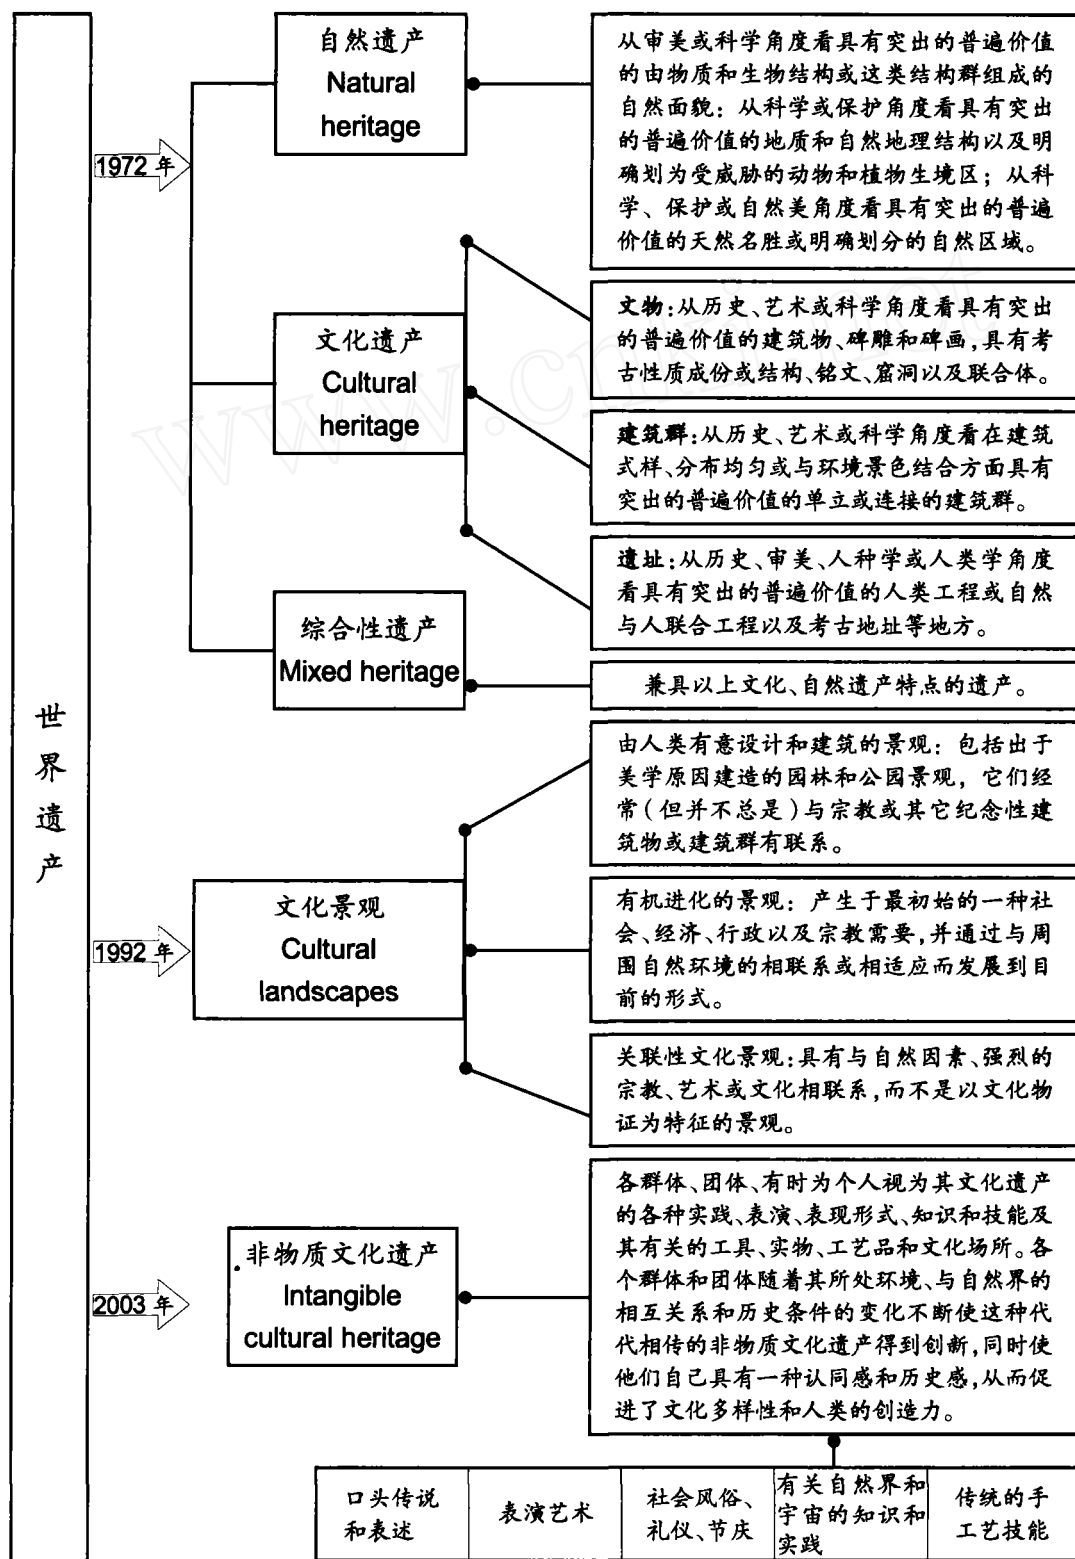 世
界
遗
产
1972 年
自然遗产
Natural
heritage
从审美或科学角度看具有突出的普遍价值
的由物质和生物结构或这类结构群组成的
自然面貌：从科学或保护角度看具有突出
的普遍价值的地质和自然地理结构以及明
确划为受威胁的动物和植物生境区；从科
学、保护或自然美角度看具有突出的普遍
价值的天然名胜或明确划分的自然区域。
文化遗产
Cultural
heritage
文物：从历史、艺术或科学角度看具有突出
的普遍价值的建筑物、碑雕和碑画，具有考
古性质成份或结构、铭文、窟洞以及联合体。
建筑群：从历史、艺术或科学角度看在建筑
式样、分布均匀或与环境景色结合方面具有
突出的普遍价值的单立或连接的建筑群。
遗址：从历史、审美、人种学或人类学角度
看具有突出的普遍价值的人类工程或自然
与人联合工程以及考古地址等地方。
综合性遗产
Mixed heritage
兼具以上文化、自然遗产特点的遗产。
1992 年
文化景观
Cultural
landscapes
由人类有意设计和建筑的景观：包括出于
美学原因建造的园林和公园景观，它们经
常（但并不总是）与宗教或其它纪念性建
筑物或建筑群有联系。
有机进化的景观：产生于最初始的一种社
会、经济、行政以及宗教需要，并通过与周
围自然环境的相联系或相适应而发展到目
前的形式。
关联性文化景观：具有与自然因素、强烈的
宗教、艺术或文化相联系，而不是以文化物
证为特征的景观。
2003 年
非物质文化遗产
Intangible
cultural heritage
各群体、团体、有时为个人视为其文化遗产
的各种实践、表演、表现形式、知识和技能及
其有关的工具、实物、工艺品和文化场所。各
个群体和团体随着其所处环境、与自然界的
相互关系和历史条件的变化不断使这种代
代相传的非物质文化遗产得到创新，同时使
他们自己具有一种认同感和历史感，从而促
进了文化多样性和人类的创造力。
口头传说
和表述
表演艺术
社会风俗、
礼仪、节庆
有关自然界和
宇宙的知识和
实践
传统的手
工艺技能
www.cnki.net